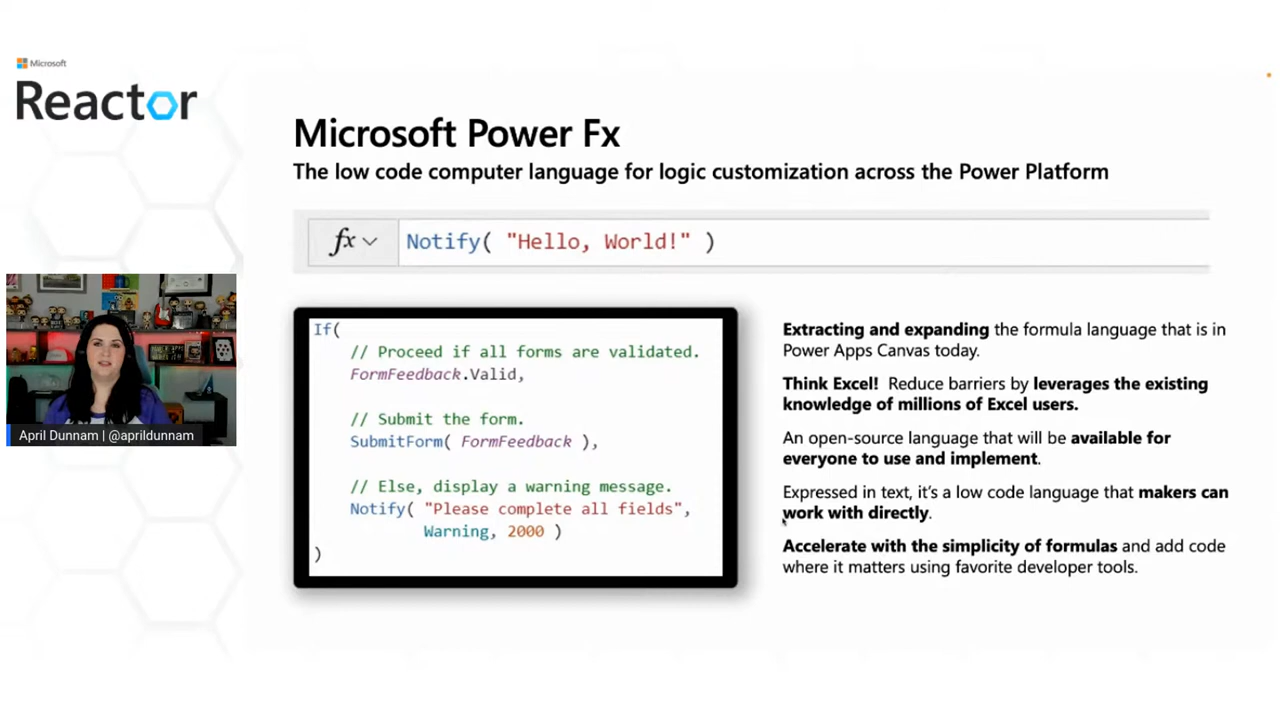 Microsoft
Reactor
Microsoft Power Fx
The low code computer language for logic customization across the Power Platform
fx Notify( "Hello, World!" )
If(
// Proceed if all forms are validated.
FormFeedback.Valid,
// Submit the form.
SubmitForm( FormFeedback ),
// Else, display a warning message.
Notify( "Please complete all fields",
Warning, 2000 )
)
Extracting and expanding the formula language that is in
Power Apps Canvas today.
Think Excel! Reduce barriers by leverages the existing
knowledge of millions of Excel users.
An open-source language that will be available for
everyone to use and implement.
Expressed in text, it's a low code language that makers can
work with directly.
Accelerate with the simplicity of formulas and add code
where it matters using favorite developer tools.
April Dunnam | @aprildunnam